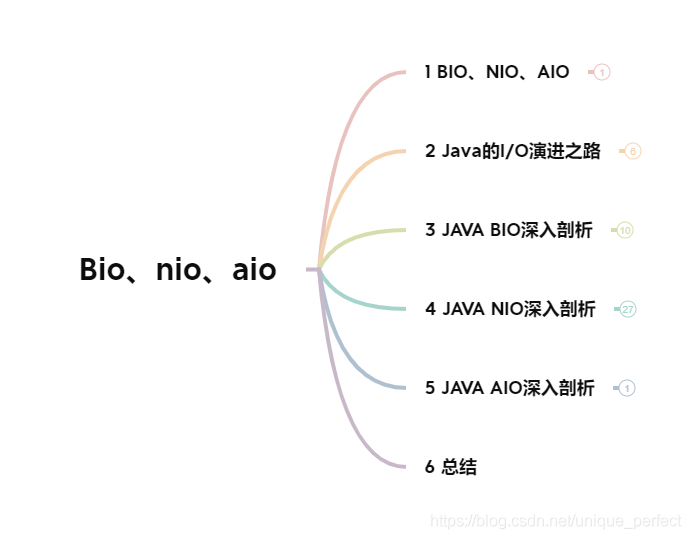 1 BIO、NIO、AIO
1
2 Java的I/O演进之路
6
3 JAVA BIO深入剖析
10
Bio、nio、aio
4 JAVA NIO深入剖析
27
5 JAVA AIO深入剖析
1
6 总结
https://blog.csdn.net/unique_perfect